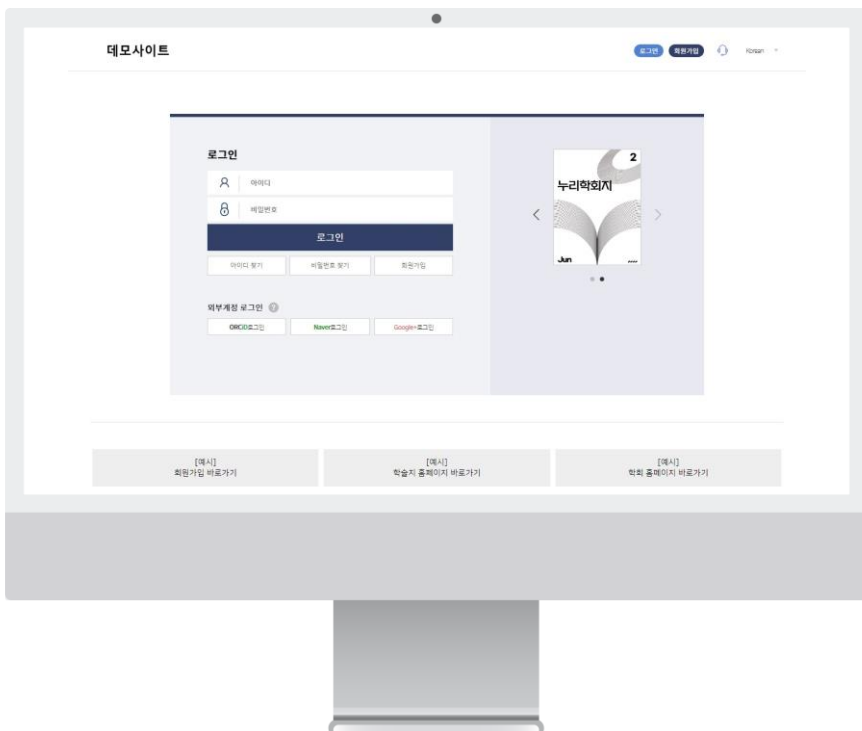 데모사이트
로그인 회원가입 Korean
로그인
아이디
비밀번호
로그인
아이디 찾기 비밀번호 찾기 회원가입
2
누리학회지
Jun
외부계정 로그인 ?
ORCiD로그인 Naver로그인 Google+로그인
[예시] [예시] [예시]
회원가입 바로가기 학술지 홈페이지 바로가기 학회 홈페이지 바로가기